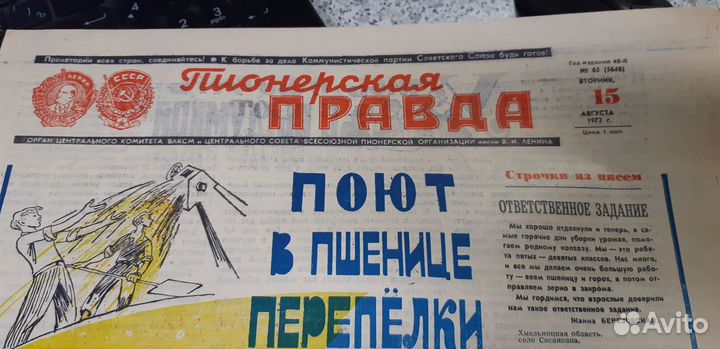 Пролетарии всех стран, соединяйтесь! К борьбе за дело Коммунистической партии Советского Союза будь готов!
ЛЕНИН
СССР
Пионерская
ПРАВДА
Год издания 48-й
№ 65 (5648)
ВТОРНИК,
15
АВГУСТА
1972 г.
Цена 1 коп.
ОРГАН ЦЕНТРАЛЬНОГО КОМИТЕТА ВЛКСМ и ЦЕНТРАЛЬНОГО СОВЕТА ВСЕСОЮЗНОЙ ПИОНЕРСКОЙ ОРГАНИЗАЦИИ имени В. И. ЛЕНИНА
ПОЮТ
В ПШЕНИЦЕ
ПЕРЕПЁЛКИ
Строчки из писем
ОТВЕТСТВЕННОЕ ЗАДАНИЕ
Мы хорошо отдохнули и теперь, в са-
мые горячие дни уборки урожая, помо-
гаем родному колхозу. Мы — это ребя-
та пятых — девятых классов. Нас много,
и все мы делаем очень большую рабо-
ту — веем пшеницу и горох, а потом от-
правляем зерно в закрома.
Мы гордимся, что взрослые доверили
нам такое ответственное задание.
Жанна БЕРЕЗОВСКАЯ
Хмельницкая область,
село Сасановка.
Avito